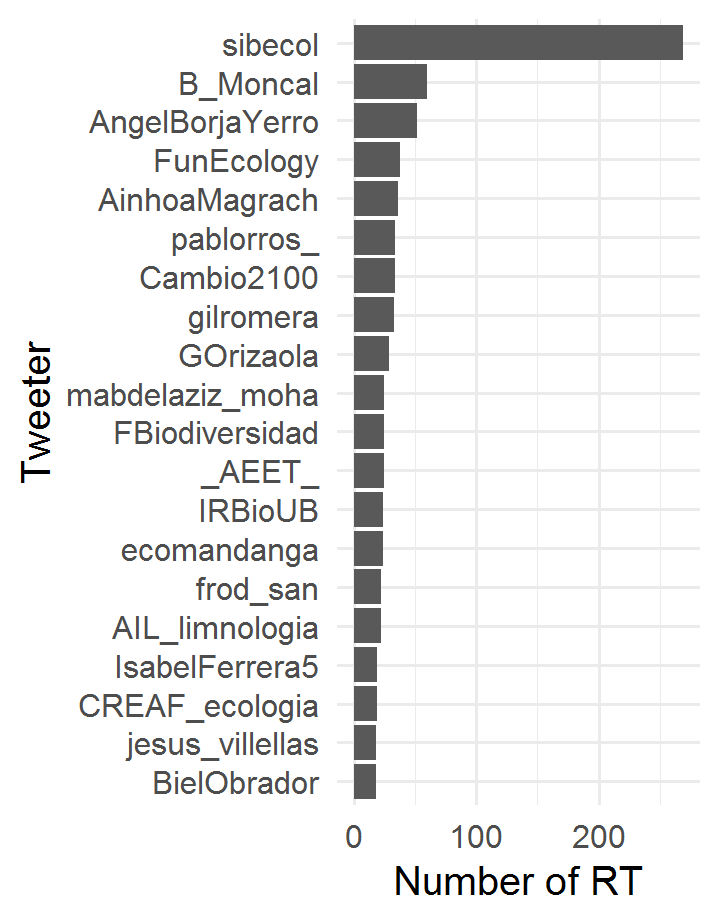 sibecol
B_Moncal
AngelBorjaYerro
FunEcology
AinhoaMagrach
pablorros_
Cambio2100
gilromera
GOrizaola
mabdelaziz_moha
FBiodiversidad
_AEET_
IRBioUB
ecomandanga
frod_san
AIL_limnologia
IsabelFerrera5
CREAF_ecologia
jesus_villellas
BielObrador
Tweeter
0 100 200
Number of RT